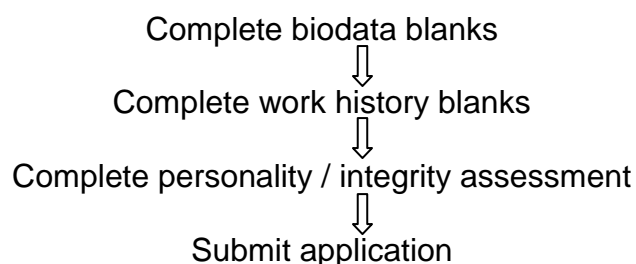 Complete biodata blanks
Complete work history blanks
Complete personality / integrity assessment
Submit application